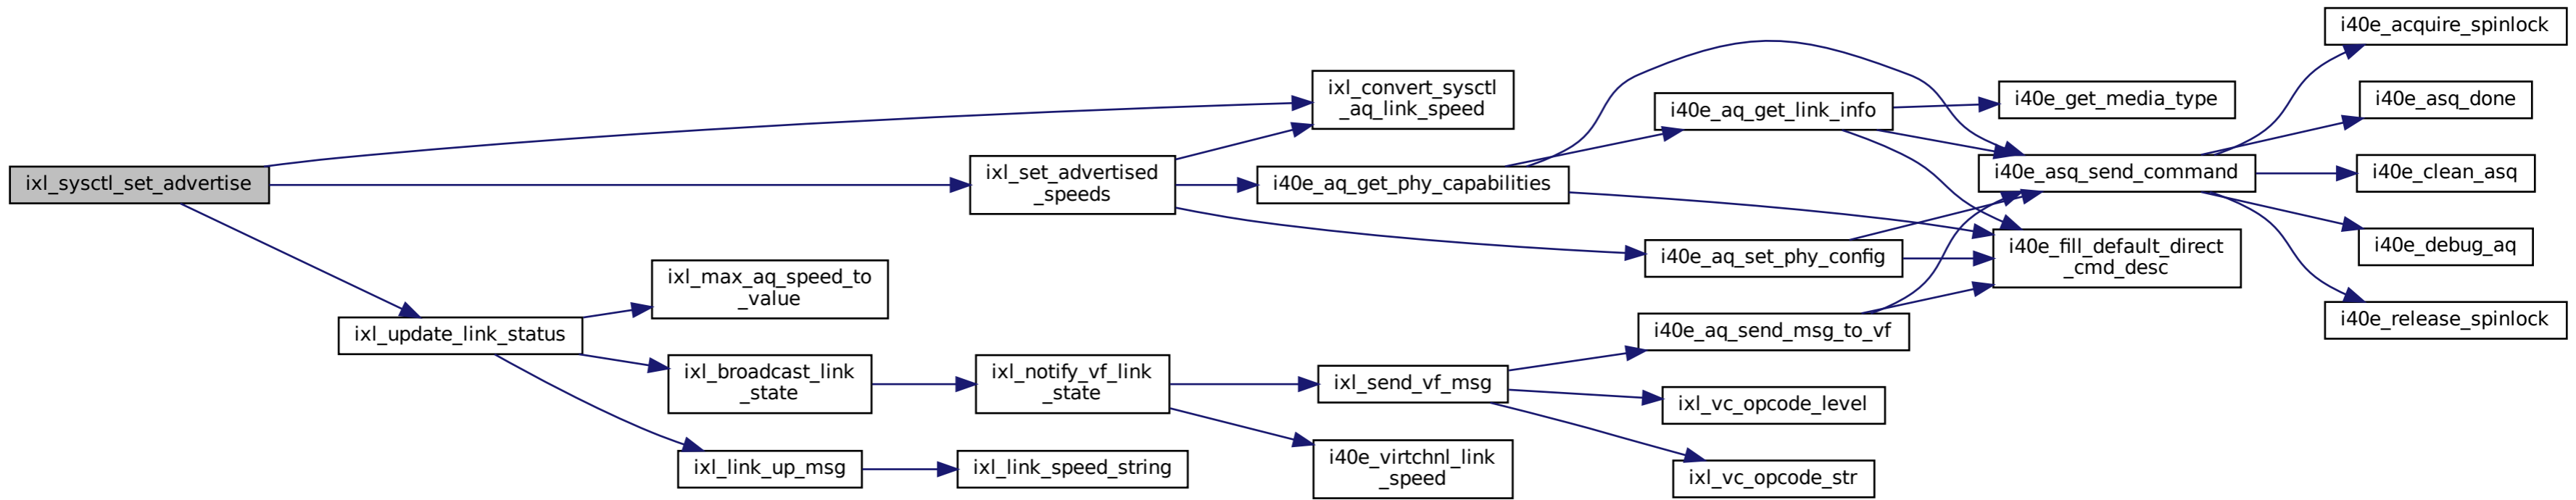 ixl_sysctl_set_advertise
ixl_convert_sysctl
_aq_link_speed
ixl_set_advertised
_speeds
ixl_update_link_status
ixl_max_aq_speed_to
_value
ixl_broadcast_link
_state
ixl_link_up_msg
ixl_notify_vf_link
_state
ixl_link_speed_string
i40e_aq_get_phy_capabilities
ixl_send_vf_msg
i40e_virtchnl_link
_speed
i40e_aq_get_link_info
i40e_aq_set_phy_config
i40e_aq_send_msg_to_vf
ixl_vc_opcode_level
ixl_vc_opcode_str
i40e_get_media_type
i40e_asq_send_command
i40e_fill_default_direct
_cmd_desc
i40e_acquire_spinlock
i40e_asq_done
i40e_clean_asq
i40e_debug_aq
i40e_release_spinlock